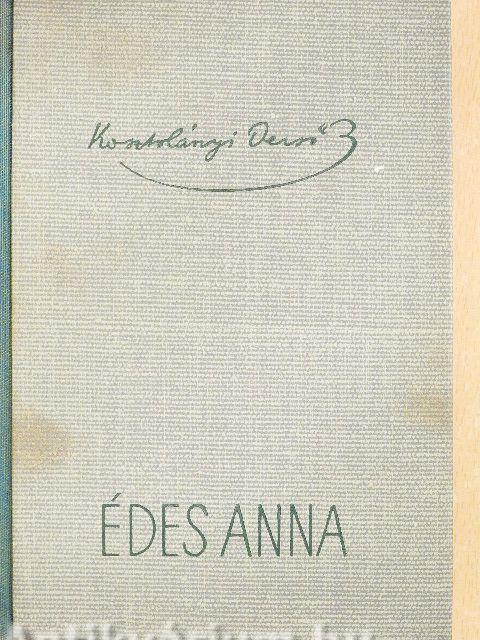 Kosztolányi Dezső
ÉDES ANNA